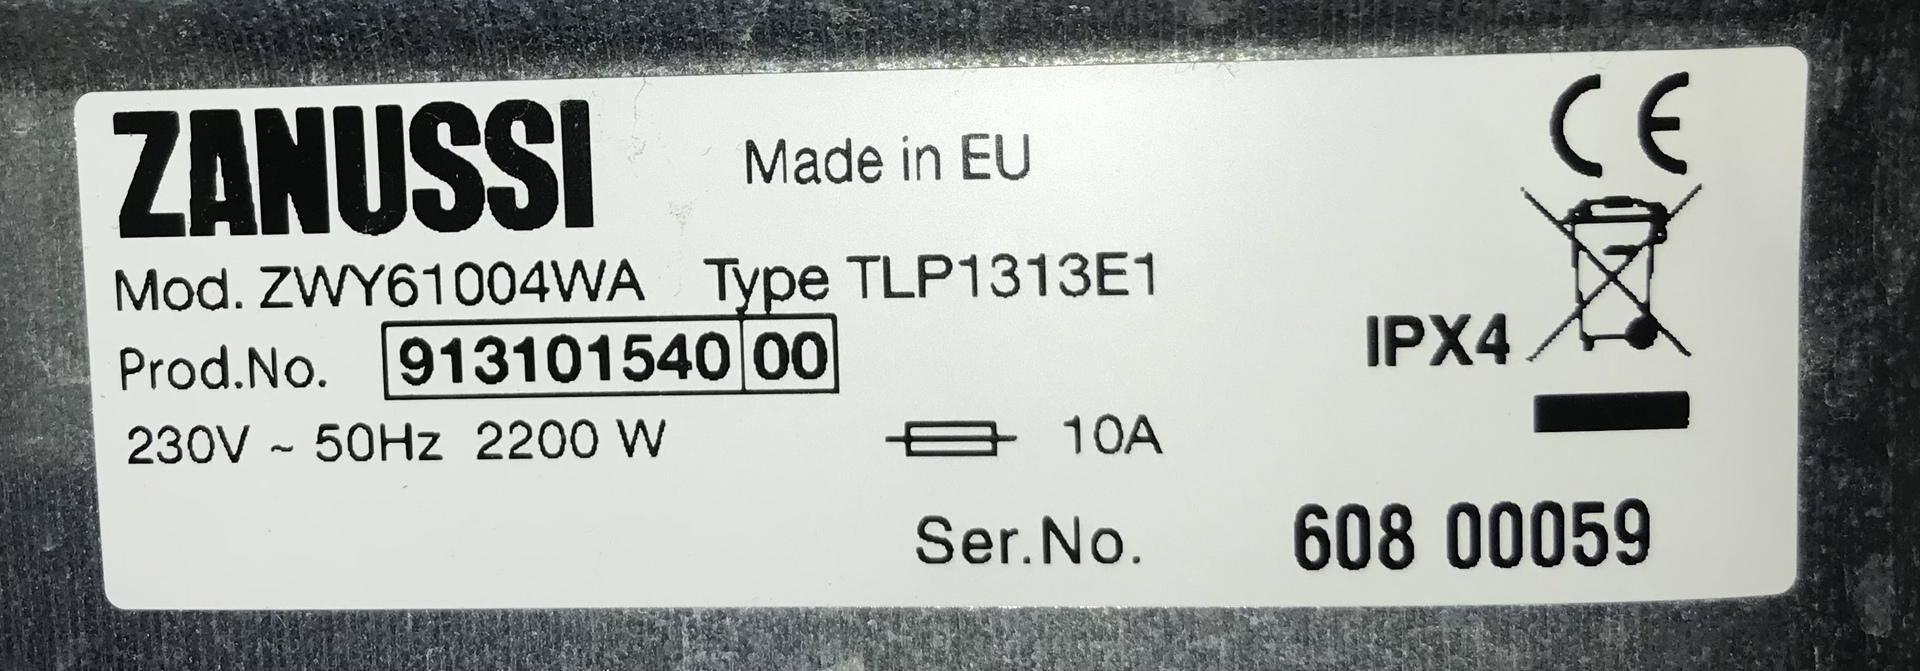 ZANUSSI
Made in EU
CE
Mod. ZWY61004WA Type TLP1313E1
Prod.No. 913101540 00
IPX4
230V ~ 50Hz 2200 W 10A
Ser.No. 608 00059